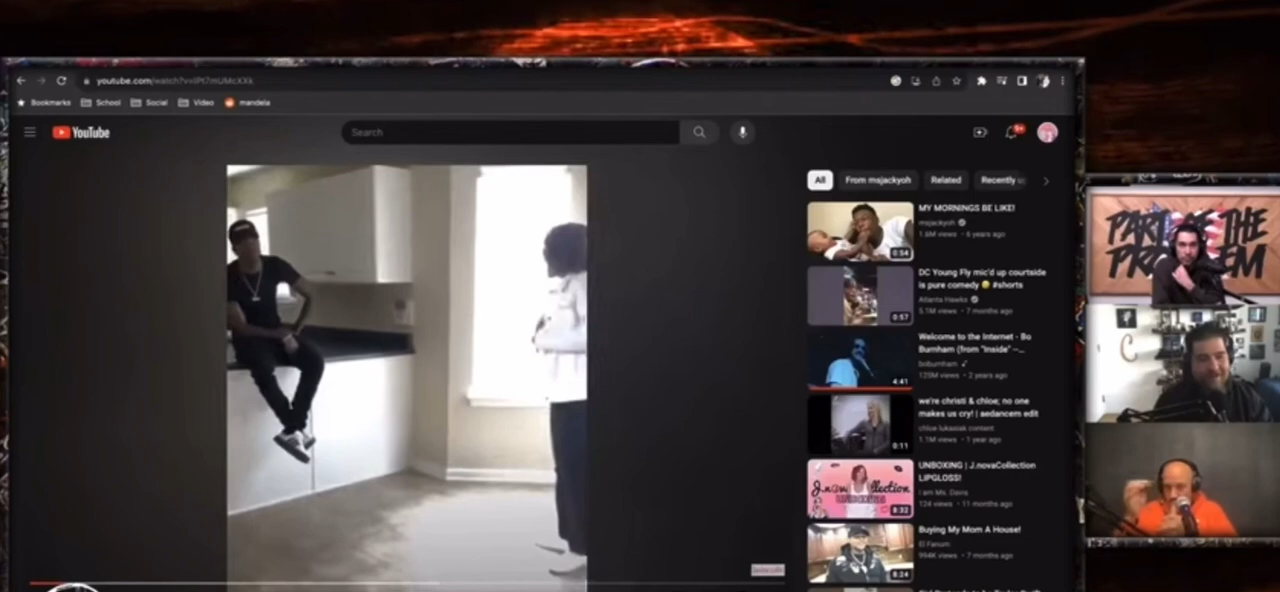 youtube.com/watch?v=
Bookmarks School Social Video mandela
YouTube
Search
9+
All From msjackyoh Related Recently
MY MORNINGS BE LIKE!
msjackyoh
1.8M views • 6 years ago
0:54
DC Young Fly mic'd up courtside
is pure comedy 🤣 #shorts
Atlanta Hawks
5.1M views • 7 months ago
0:57
Welcome to the Internet - Bo
Burnham (from "Inside" --...
boburnham
125M views • 2 years ago
4:41
we're christi & chloe; no one
makes us cry! | aedancem edit
chloe lukasiak content
1.1M views • 1 year ago
0:11
UNBOXING | J.novaCollection
LIPGLOSS!
I am Ms. Davis
124 views • 11 months ago
8:32
Buying My Mom A House!
El Fanum
994K views • 7 months ago
8:24
PART OF THE
PROBLEM